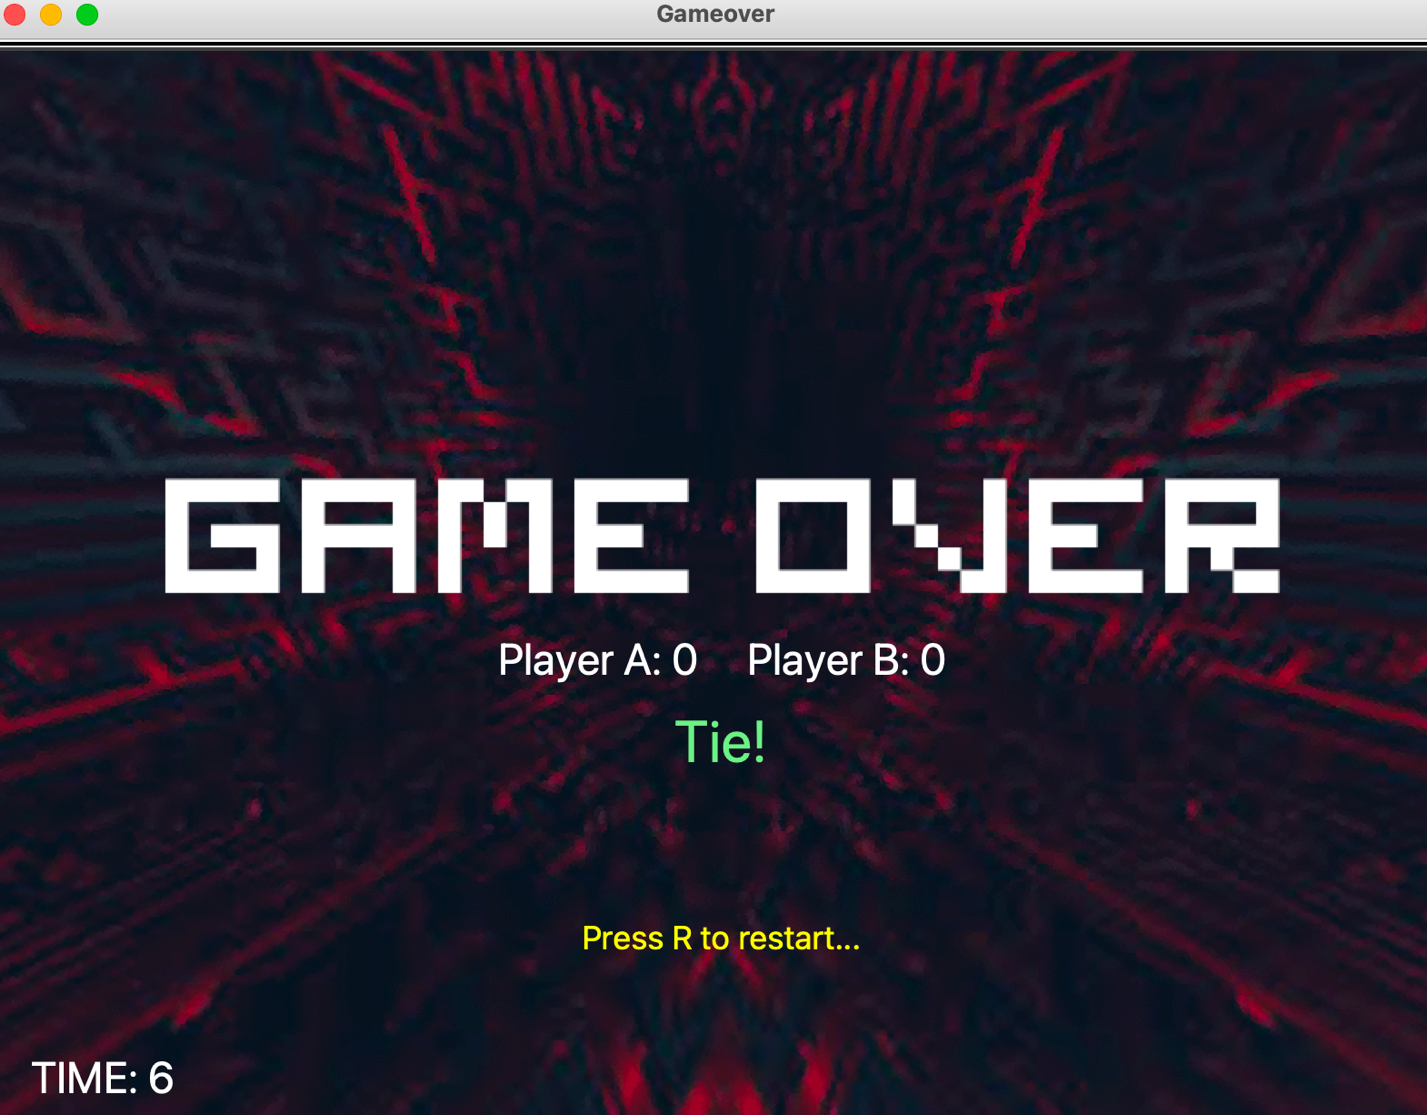 Gameover
GAME OVER
Player A: 0 Player B: 0
Tie!
Press R to restart...
TIME: 6